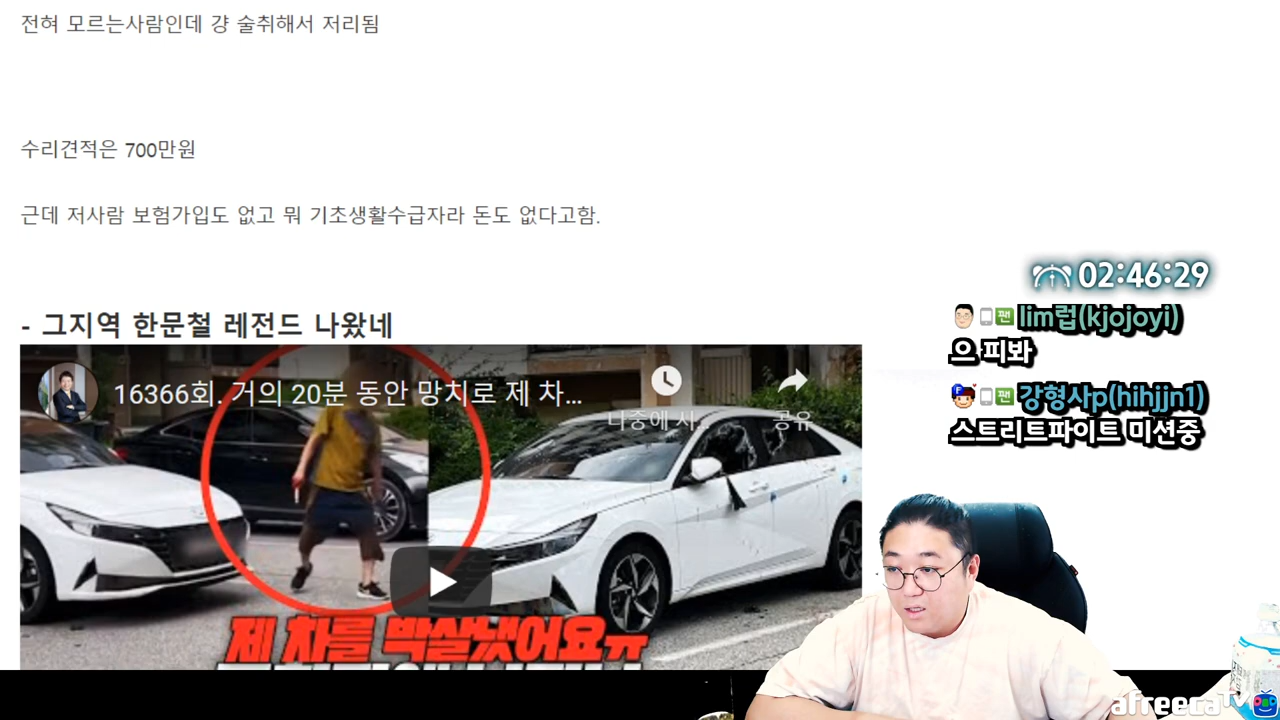 전혀 모르는사람인데 걍 술취해서 저리됨
수리견적은 700만원
근데 저사람 보험가입도 없고 뭐 기초생활수급자라 돈도 없다고함.
- 그지역 한문철 레전드 나왔네
16366회. 거의 20분 동안 망치로 제 차...
나중에 시...
공유
제 차를 박살냈어요ㅠ
02:46:29
팬 lim럽(kjojoyi)
으 피봐
팬 강형사p(hihjjn1)
스트리트파이트 미션중
afreecaTV